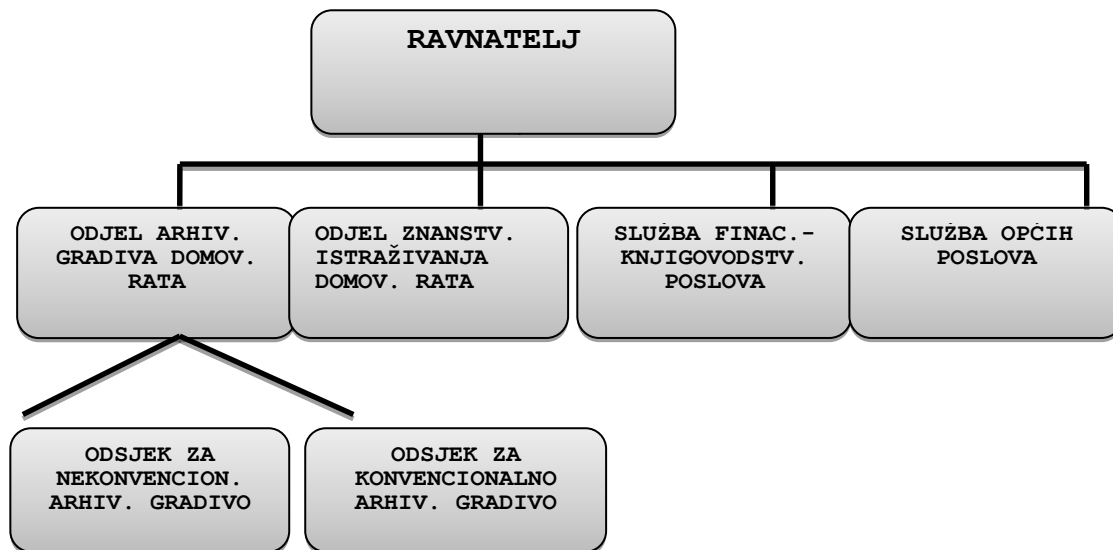 RAVNATELJ
ODJEL ARHIV.
GRADIVA DOMOV.
RATA
ODJEL ZNANSTV.
ISTRAŽIVANJA
DOMOV. RATA
SLUŽBA FINAC.-
KNJIGOVODSTV.
POSLOVA
SLUŽBA OPĆIH
POSLOVA
ODSJEK ZA
NEKONVENCION.
ARHIV. GRADIVO
ODSJEK ZA
KONVENCIONALNO
ARHIV. GRADIVO